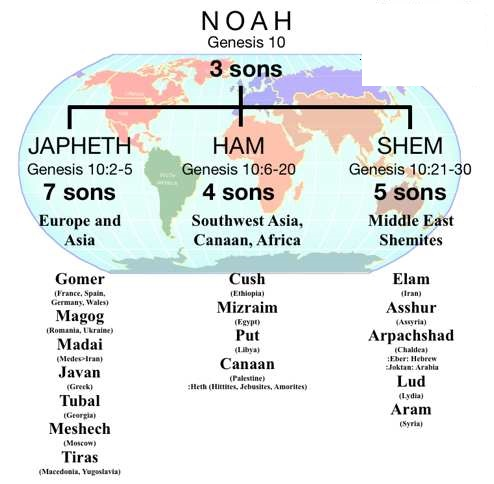 NOAH
Genesis 10
3 sons
JAPHETH
Genesis 10:2-5
7 sons
Europe and
Asia
Gomer
(France, Spain,
Germany, Wales)
Magog
(Romania, Ukraine)
Madai
(Medes>Iran)
Javan
(Greek)
Tubal
(Georgia)
Meshech
(Moscow)
Tiras
(Macedonia, Yugoslavia)
HAM
Genesis 10:6-20
4 sons
Southwest Asia,
Canaan, Africa
Cush
(Ethiopia)
Mizraim
(Egypt)
Put
(Libya)
Canaan
(Palestine)
:Heth (Hittites, Jebusites, Amorites)
SHEM
Genesis 10:21-30
5 sons
Middle East
Shemites
Elam
(Iran)
Asshur
(Assyria)
Arpachshad
(Chaldea)
:Eber: Hebrew
:Joktan: Arabia
Lud
(Lydia)
Aram
(Syria)